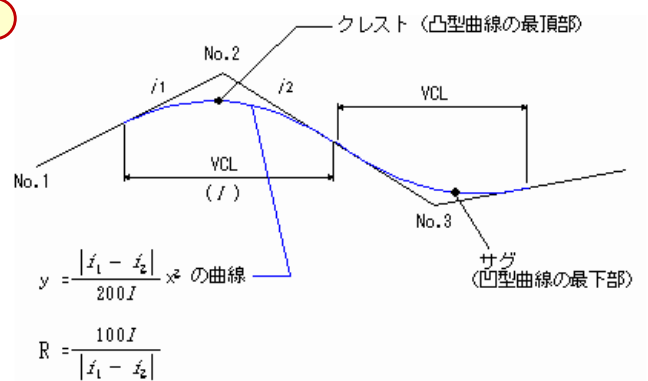 クレスト（凸型曲線の最頂部）
No.2
i1
i2
VCL
VCL
(l)
No.1
No.3
サグ
（凹型曲線の最下部）
y = |i₁ - i₂| / 200l x² の曲線
R = 100l / |i₁ - i₂|